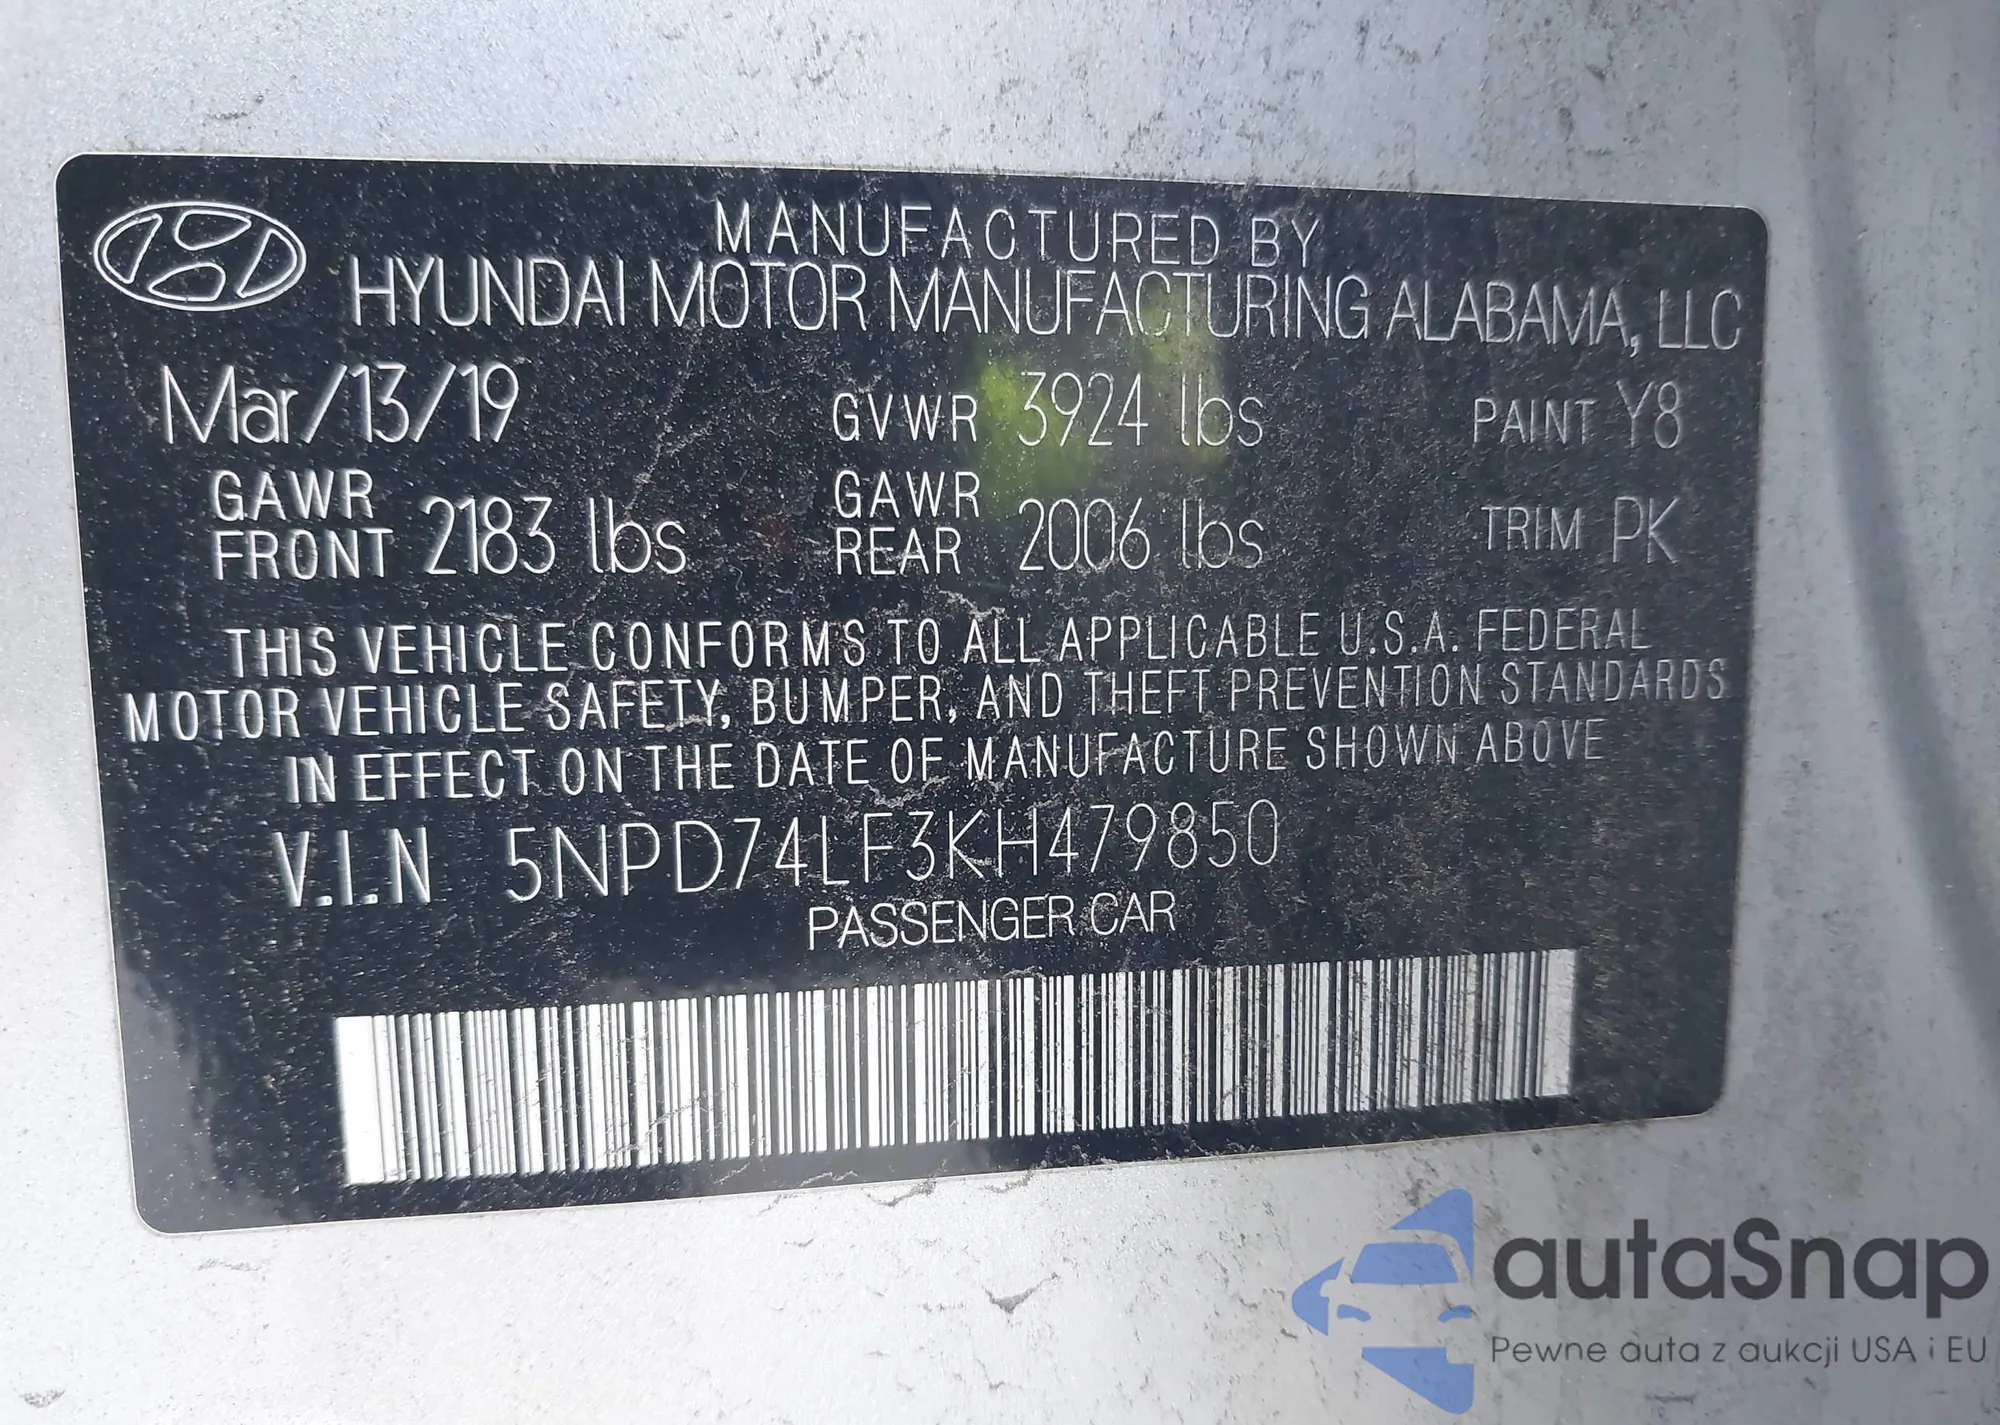 MANUFACTURED BY
HYUNDAI MOTOR MANUFACTURING ALABAMA, LLC
Mar/13/19 GVWR 3924 lbs PAINT Y8
GAWR FRONT 2183 lbs GAWR REAR 2006 lbs TRIM PK
THIS VEHICLE CONFORMS TO ALL APPLICABLE U.S.A. FEDERAL
MOTOR VEHICLE SAFETY, BUMPER, AND THEFT PREVENTION STANDARDS
IN EFFECT ON THE DATE OF MANUFACTURE SHOWN ABOVE
V.I.N 5NPD74LF3KH479850
PASSENGER CAR
autaSnap
Pewne auta z aukcji USA i EU